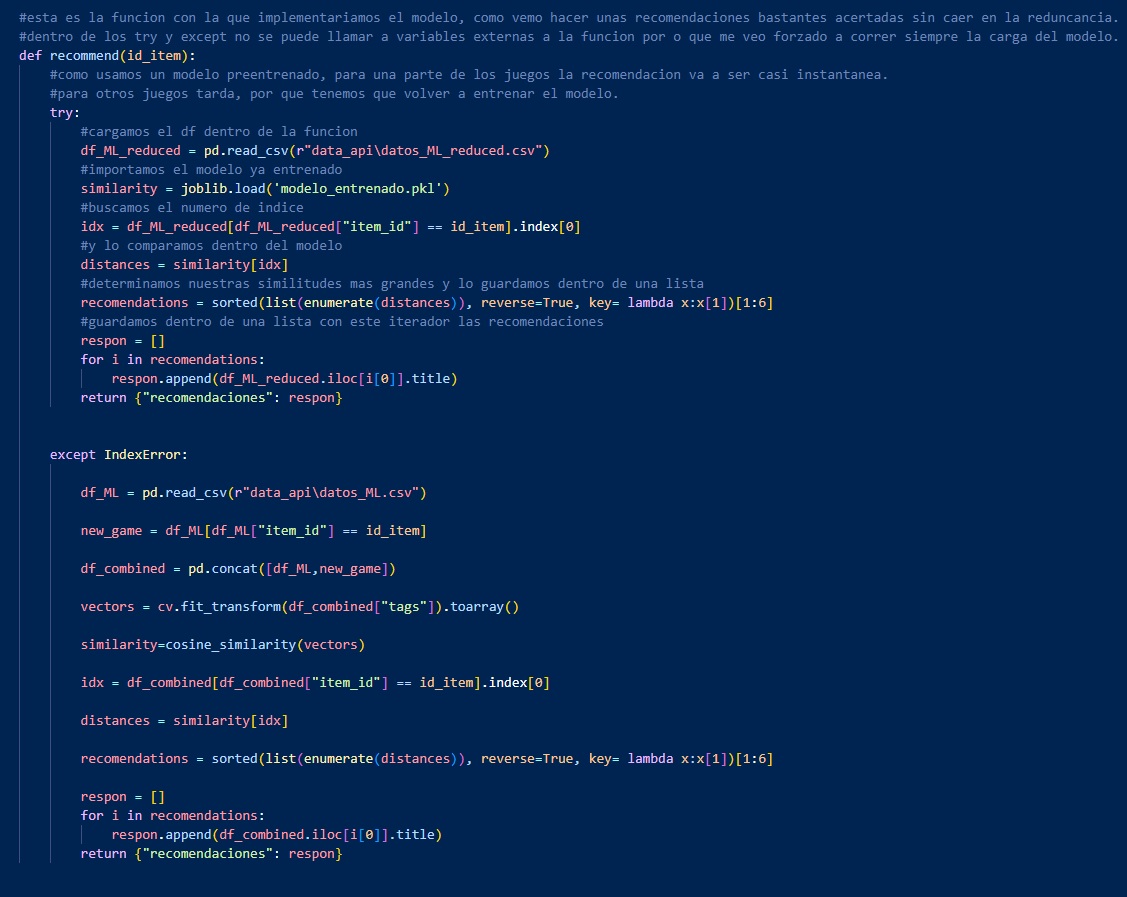 #esta es la funcion con la que implementariamos el modelo, como vemo hacer unas recomendaciones bastantes acertadas sin caer en la reduncancia.
#dentro de los try y except no se puede llamar a variables externas a la funcion por o que me veo forzado a correr siempre la carga del modelo.
def recommend(id_item):
    #como usamos un modelo preentrenado, para una parte de los juegos la recomendacion va a ser casi instantanea.
    #para otros juegos tarda, por que tenemos que volver a entrenar el modelo.
    try:
        #cargamos el df dentro de la funcion
        df_ML_reduced = pd.read_csv(r"data_api\datos_ML_reduced.csv")
        #importamos el modelo ya entrenado
        similarity = joblib.load('modelo_entrenado.pkl')
        #buscamos el numero de indice
        idx = df_ML_reduced[df_ML_reduced["item_id"] == id_item].index[0]
        #y lo comparamos dentro del modelo
        distances = similarity[idx]
        #determinamos nuestras similitudes mas grandes y lo guardamos dentro de una lista
        recomendations = sorted(list(enumerate(distances)), reverse=True, key= lambda x:x[1])[1:6]
        #guardamos dentro de una lista con este iterador las recomendaciones
        respon = []
        for i in recomendations:
            respon.append(df_ML_reduced.iloc[i[0]].title)
        return {"recomendaciones": respon}
    except IndexError:
        df_ML = pd.read_csv(r"data_api\datos_ML.csv")
        new_game = df_ML[df_ML["item_id"] == id_item]
        df_combined = pd.concat([df_ML,new_game])
        vectors = cv.fit_transform(df_combined["tags"]).toarray()
        similarity=cosine_similarity(vectors)
        idx = df_combined[df_combined["item_id"] == id_item].index[0]
        distances = similarity[idx]
        recomendations = sorted(list(enumerate(distances)), reverse=True, key= lambda x:x[1])[1:6]
        respon = []
        for i in recomendations:
            respon.append(df_combined.iloc[i[0]].title)
        return {"recomendaciones": respon}